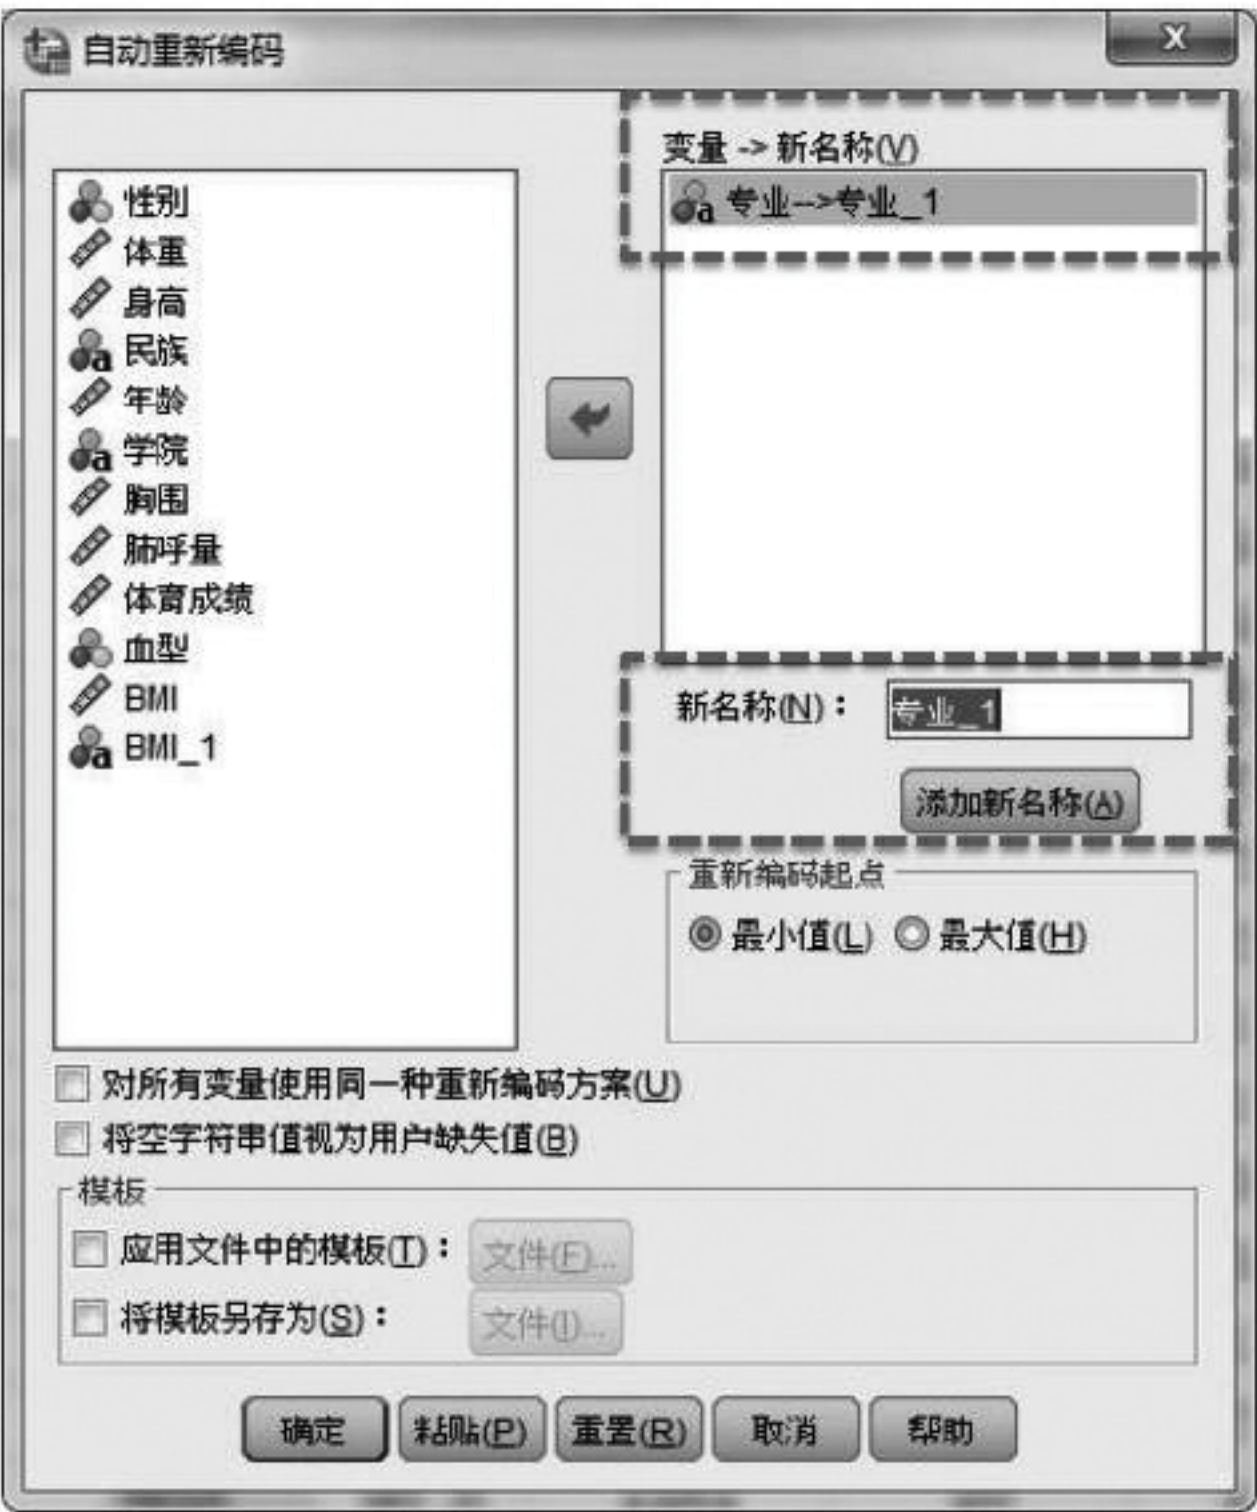 自动重新编码
X
变量 -> 新名称(V)
专业-->专业_1
性别
体重
身高
民族
年龄
学院
胸围
肺呼量
体育成绩
血型
BMI
BMI_1
新名称(N)：
专业_1
添加新名称(A)
重新编码起点
最小值(L) 最大值(H)
对所有变量使用同一种重新编码方案(U)
将空字符串值视为用户缺失值(B)
模板
应用文件中的模板(T)： 文件(F)...
将模板另存为(S)： 文件(I)...
确定 粘贴(P) 重置(R) 取消 帮助